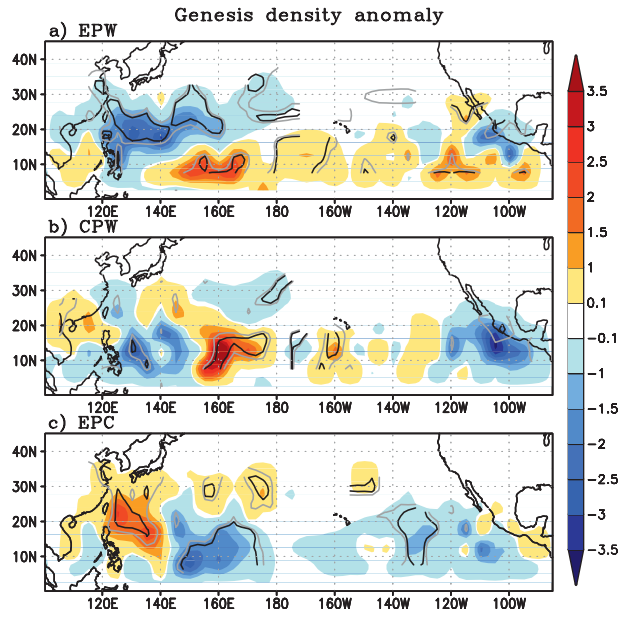 Genesis density anomaly
a) EPW
40N
30N
20N
10N
120E 140E 160E 180 160W 140W 120W 100W
b) CPW
40N
30N
20N
10N
120E 140E 160E 180 160W 140W 120W 100W
c) EPC
40N
30N
20N
10N
120E 140E 160E 180 160W 140W 120W 100W
3.5
3
2.5
2
1.5
1
0.1
−0.1
−1
−1.5
−2
−2.5
−3
−3.5